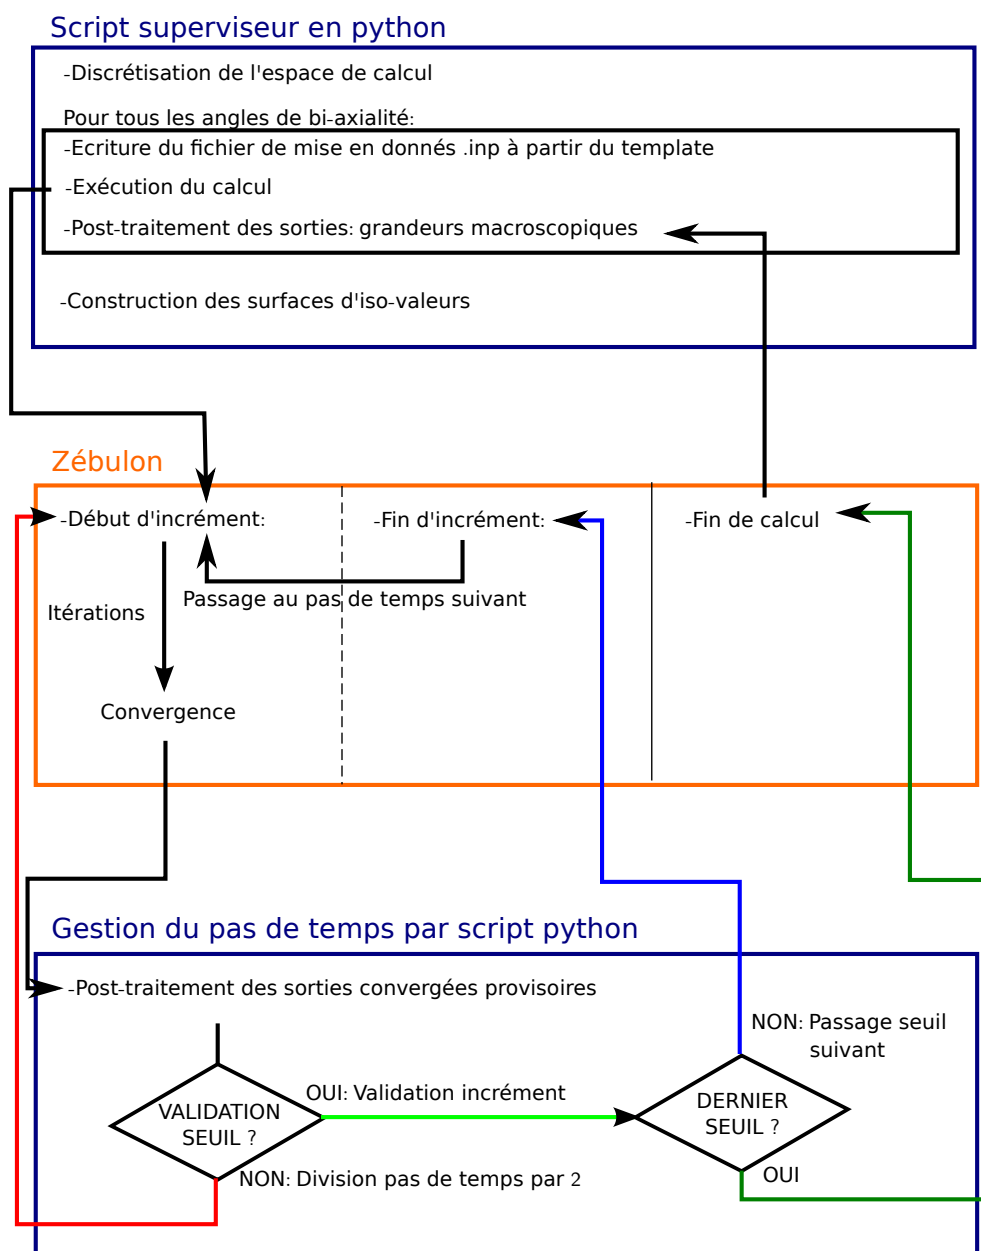 Script superviseur en python
-Discrétisation de l'espace de calcul
Pour tous les angles de bi-axialité:
-Ecriture du fichier de mise en donnés .inp à partir du template
-Exécution du calcul
-Post-traitement des sorties: grandeurs macroscopiques
-Construction des surfaces d'iso-valeurs
Zébulon
-Début d'incrément:
-Fin d'incrément:
-Fin de calcul
Passage au pas de temps suivant
Itérations
Convergence
Gestion du pas de temps par script python
-Post-traitement des sorties convergées provisoires
NON: Passage seuil
suivant
OUI: Validation incrément
VALIDATION
SEUIL ?
DERNIER
SEUIL ?
NON: Division pas de temps par 2
OUI